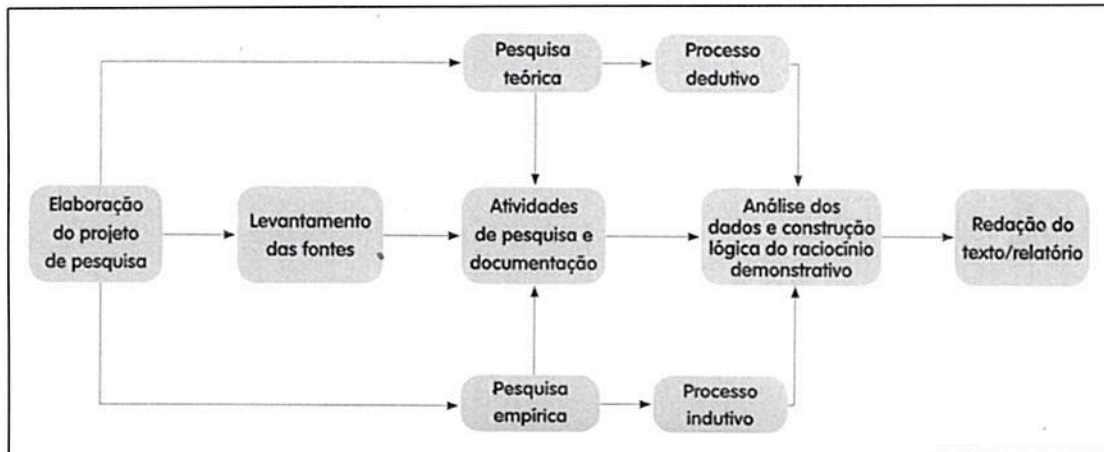 Pesquisa
teórica
Processo
dedutivo
Elaboração
do projeto
de pesquisa
Levantamento
das fontes
Atividades
de pesquisa e
documentação
Análise dos
dados e construção
lógica do raciocínio
demonstrativo
Redação do
texto/relatório
Pesquisa
empírica
Processo
indutivo